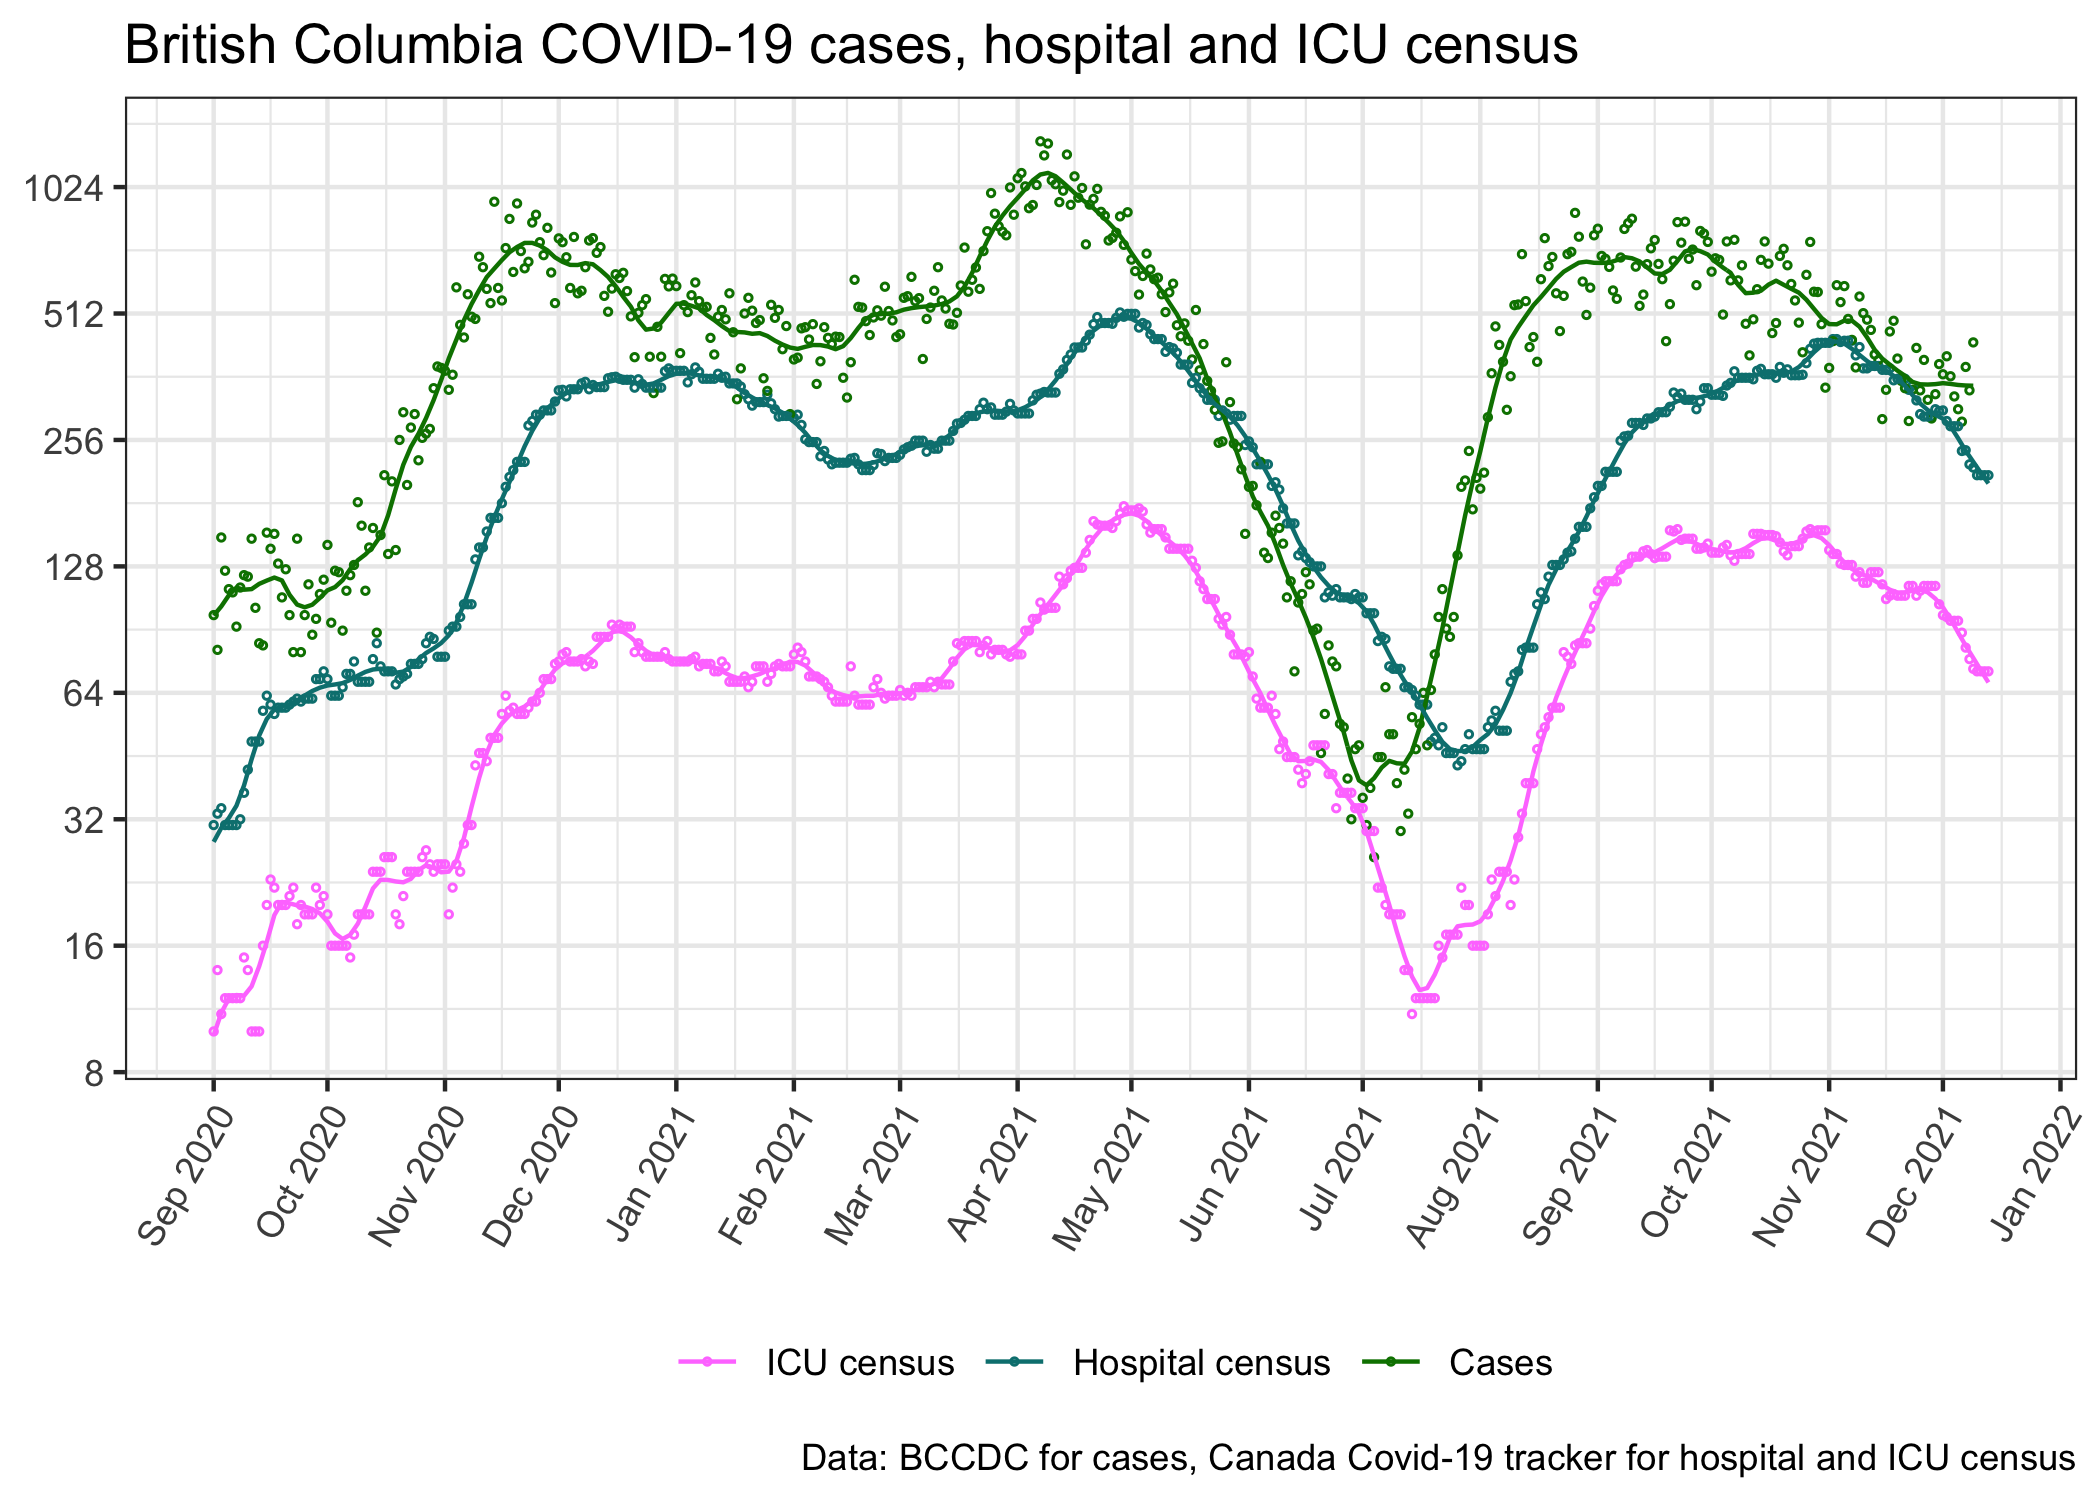 British Columbia COVID-19 cases, hospital and ICU census
1024
512
256
128
64
32
16
8
Sep 2020
Oct 2020
Nov 2020
Dec 2020
Jan 2021
Feb 2021
Mar 2021
Apr 2021
May 2021
Jun 2021
Jul 2021
Aug 2021
Sep 2021
Oct 2021
Nov 2021
Dec 2021
Jan 2022
ICU census Hospital census Cases
Data: BCCDC for cases, Canada Covid-19 tracker for hospital and ICU census